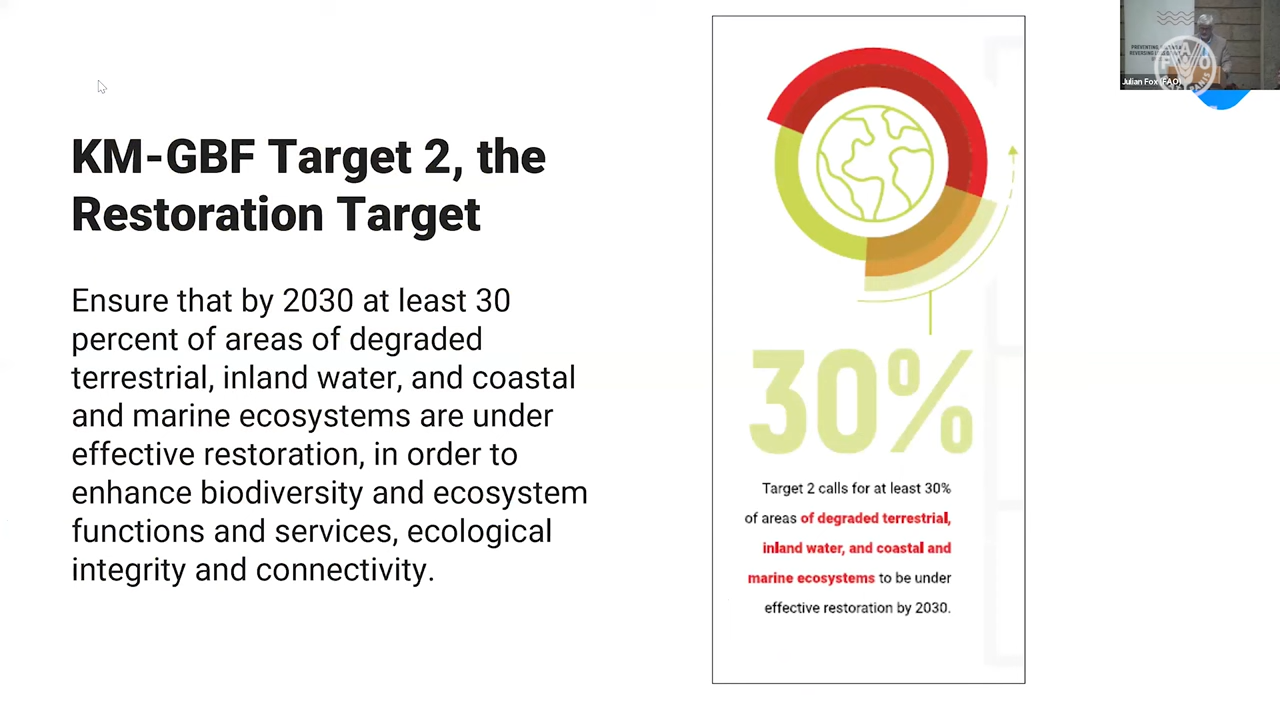 KM-GBF Target 2, the
Restoration Target
Ensure that by 2030 at least 30
percent of areas of degraded
terrestrial, inland water, and coastal
and marine ecosystems are under
effective restoration, in order to
enhance biodiversity and ecosystem
functions and services, ecological
integrity and connectivity.
30%
Target 2 calls for at least 30%
of areas of degraded terrestrial,
inland water, and coastal and
marine ecosystems to be under
effective restoration by 2030.
Julian Fox (FAO)